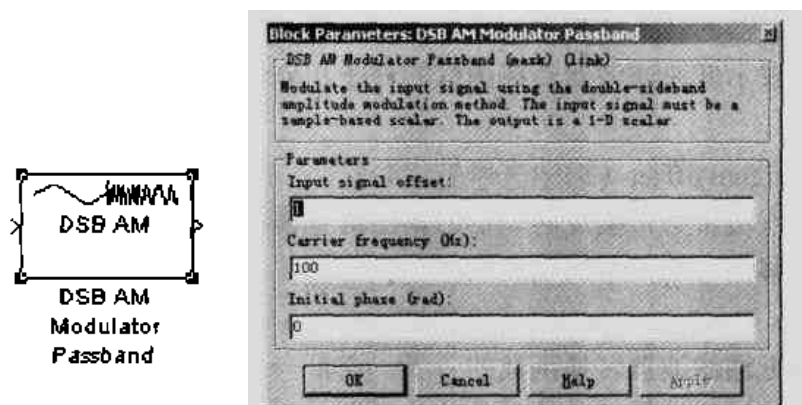 DSB AM
DSB AM
Modulator
Passband
Block Parameters: DSB AM Modulator Passband
DSB AM Modulator Passband (mask) (link)
Modulate the input signal using the double-sideband
amplitude modulation method. The input signal must be a
sample-based scalar. The output is a 1-D scalar.
Parameters
Input signal offset:
1
Carrier frequency (Hz):
100
Initial phase (rad):
0
OK Cancel Help Apply